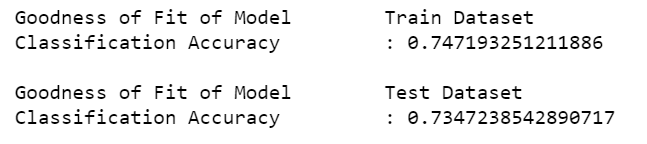 Goodness of Fit of Model Train Dataset
Classification Accuracy : 0.747193251211886
Goodness of Fit of Model Test Dataset
Classification Accuracy : 0.7347238542890717